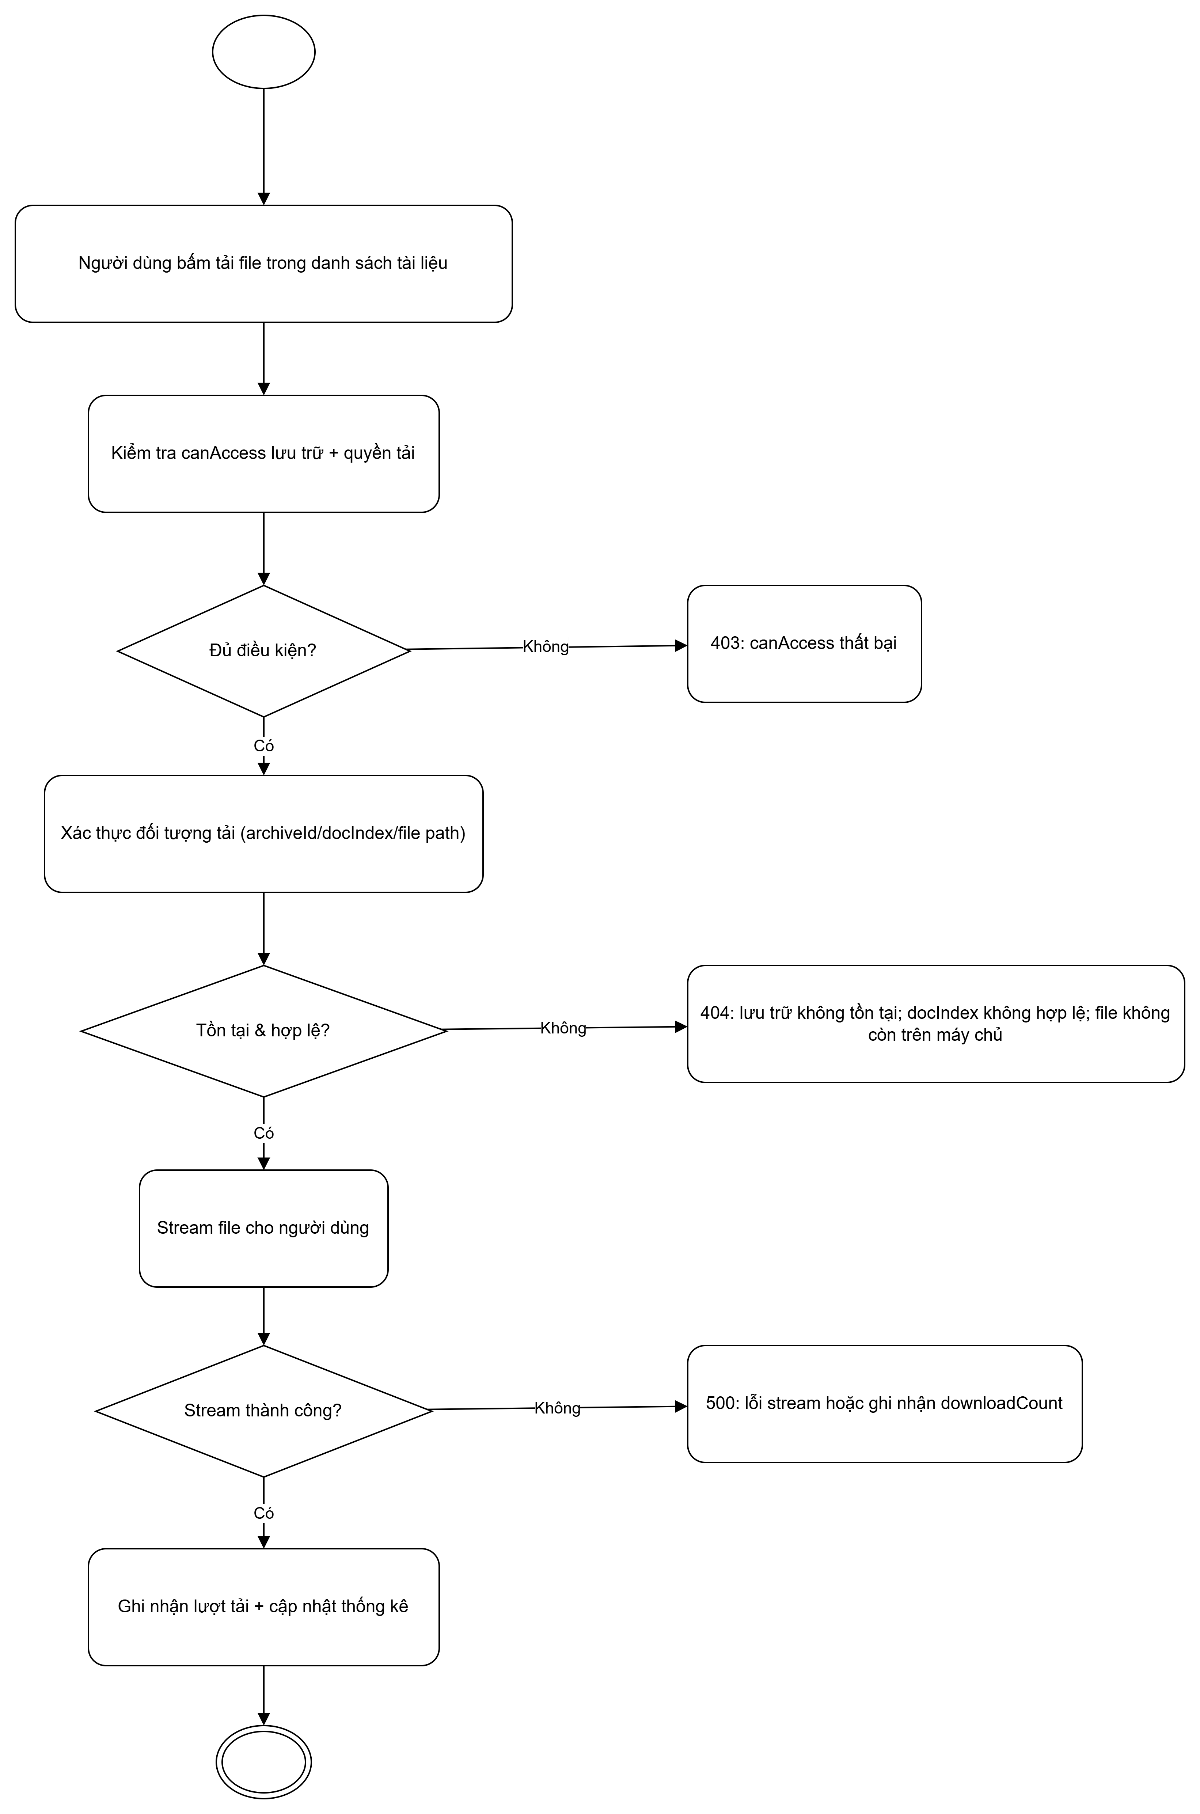 Người dùng bấm tải file trong danh sách tài liệu
Kiểm tra canAccess lưu trữ + quyền tải
Đủ điều kiện?
Không
403: canAccess thất bại
Có
Xác thực đối tượng tải (archiveId/docIndex/file path)
Tồn tại & hợp lệ?
Không
404: lưu trữ không tồn tại; docIndex không hợp lệ; file không
còn trên máy chủ
Có
Stream file cho người dùng
Stream thành công?
Không
500: lỗi stream hoặc ghi nhận downloadCount
Có
Ghi nhận lượt tải + cập nhật thống kê